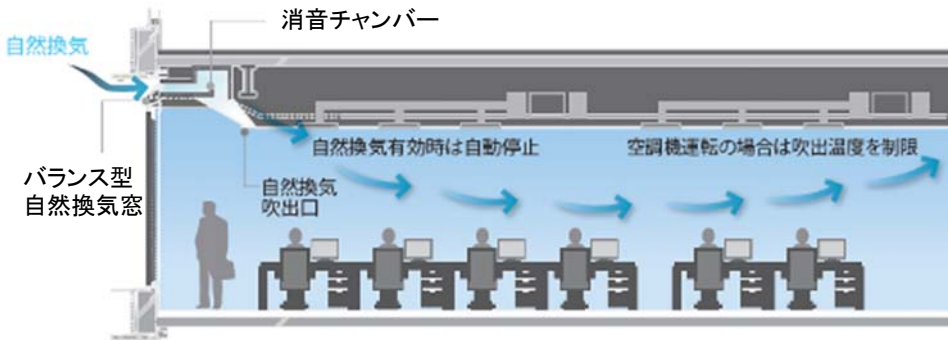 消音チャンバー
自然換気
自然換気有効時は自動停止
空調機運転の場合は吹出温度を制限
バランス型
自然換気窓
自然換気
吹出口